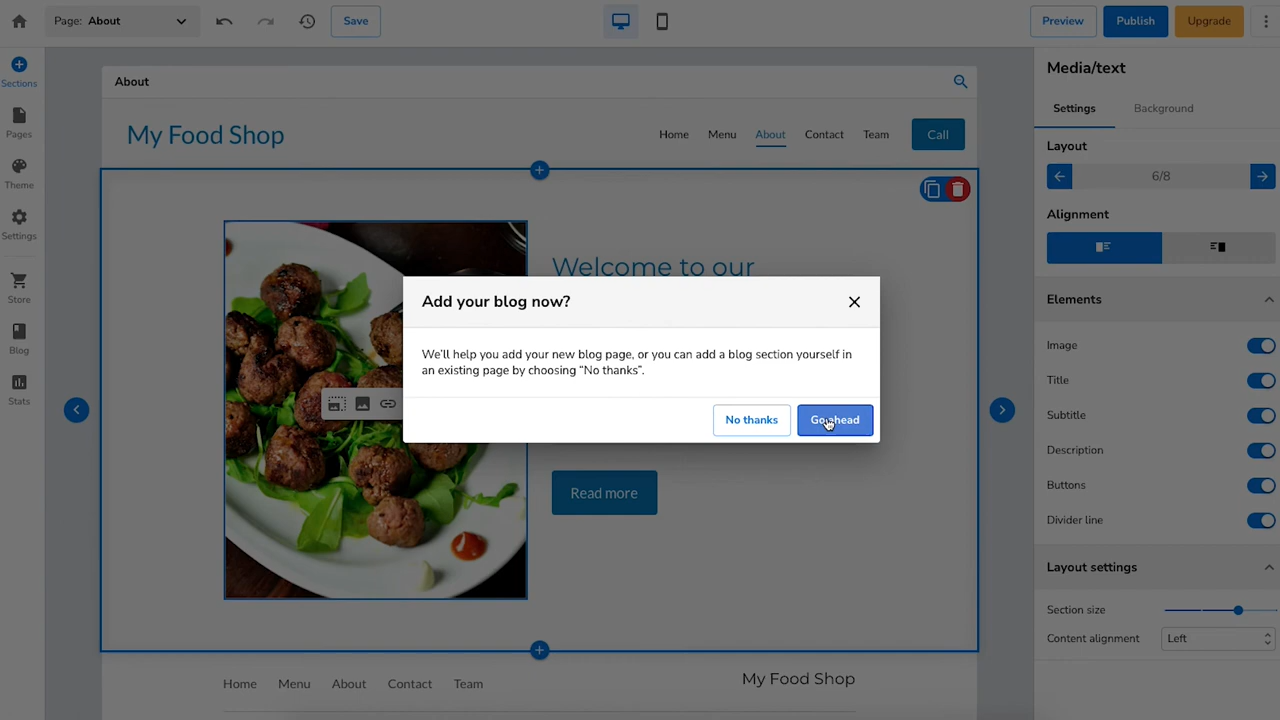 Page: About
Save
Preview
Publish
Upgrade
Sections
Pages
Theme
Settings
Store
Blog
Stats
About
My Food Shop
Home
Menu
About
Contact
Team
Call
Welcome to our
Add your blog now?
We'll help you add your new blog page, or you can add a blog section yourself in
an existing page by choosing "No thanks".
No thanks
Go ahead
Read more
Home
Menu
About
Contact
Team
My Food Shop
Media/text
Settings
Background
Layout
6/8
Alignment
Elements
Image
Title
Subtitle
Description
Buttons
Divider line
Layout settings
Section size
Content alignment
Left